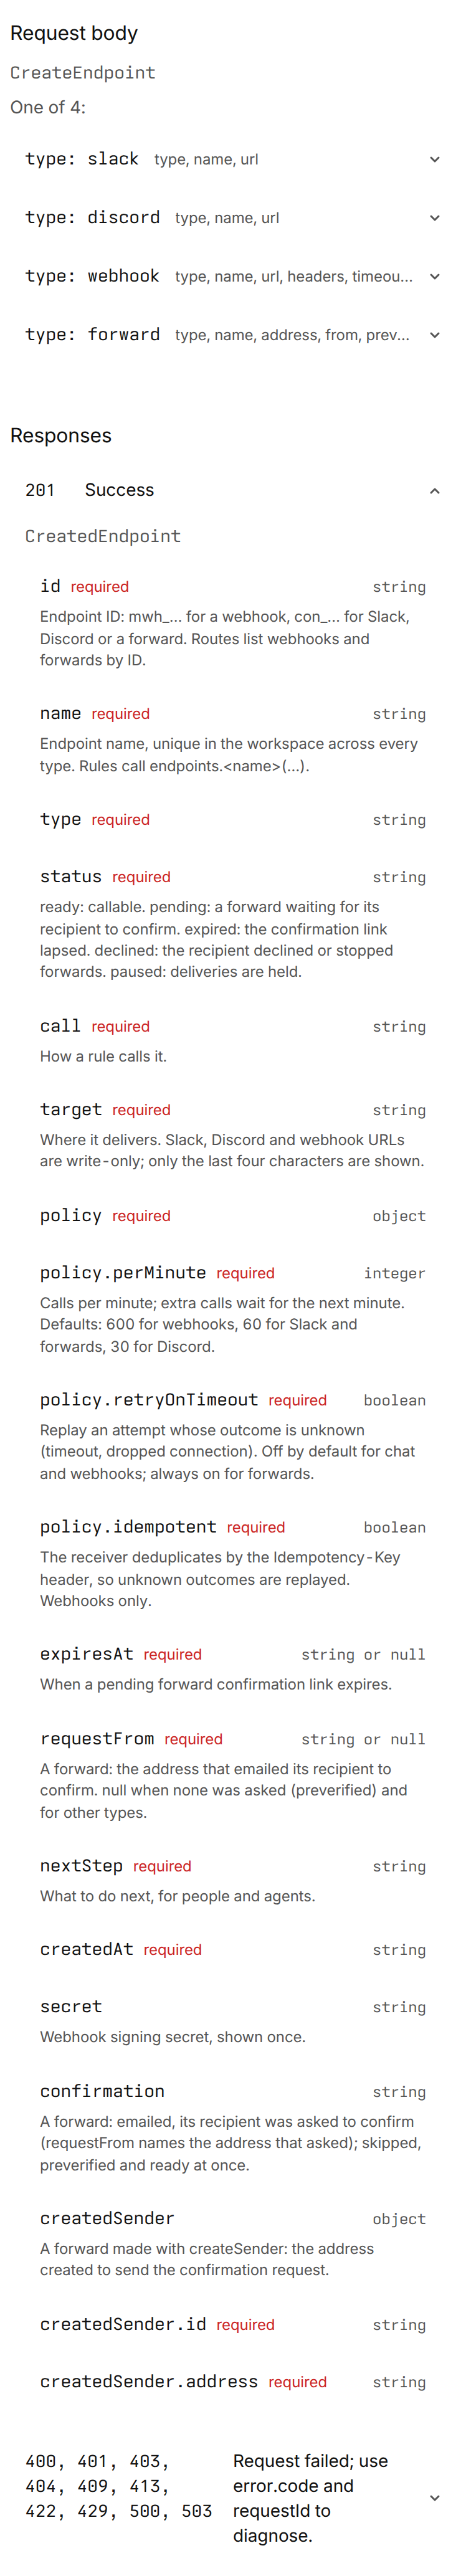 Request body
CreateEndpoint
One of 4:
type: slack type, name, url
type: discord type, name, url
type: webhook type, name, url, headers, timeou...
type: forward type, name, address, from, prev...
Responses
201 Success
CreatedEndpoint
id required string
Endpoint ID: mwh_... for a webhook, con_... for Slack,
Discord or a forward. Routes list webhooks and
forwards by ID.
name required string
Endpoint name, unique in the workspace across every
type. Rules call endpoints.<name>(...).
type required string
status required string
ready: callable. pending: a forward waiting for its
recipient to confirm. expired: the confirmation link
lapsed. declined: the recipient declined or stopped
forwards. paused: deliveries are held.
call required string
How a rule calls it.
target required string
Where it delivers. Slack, Discord and webhook URLs
are write-only; only the last four characters are shown.
policy required object
policy.perMinute required integer
Calls per minute; extra calls wait for the next minute.
Defaults: 600 for webhooks, 60 for Slack and
forwards, 30 for Discord.
policy.retryOnTimeout required boolean
Replay an attempt whose outcome is unknown
(timeout, dropped connection). Off by default for chat
and webhooks; always on for forwards.
policy.idempotent required boolean
The receiver deduplicates by the Idempotency-Key
header, so unknown outcomes are replayed.
Webhooks only.
expiresAt required string or null
When a pending forward confirmation link expires.
requestFrom required string or null
A forward: the address that emailed its recipient to
confirm. null when none was asked (preverified) and
for other types.
nextStep required string
What to do next, for people and agents.
createdAt required string
secret string
Webhook signing secret, shown once.
confirmation string
A forward: emailed, its recipient was asked to confirm
(requestFrom names the address that asked); skipped,
preverified and ready at once.
createdSender object
A forward made with createSender: the address
created to send the confirmation request.
createdSender.id required string
createdSender.address required string
400, 401, 403, Request failed; use
404, 409, 413, error.code and
422, 429, 500, 503 requestId to
diagnose.